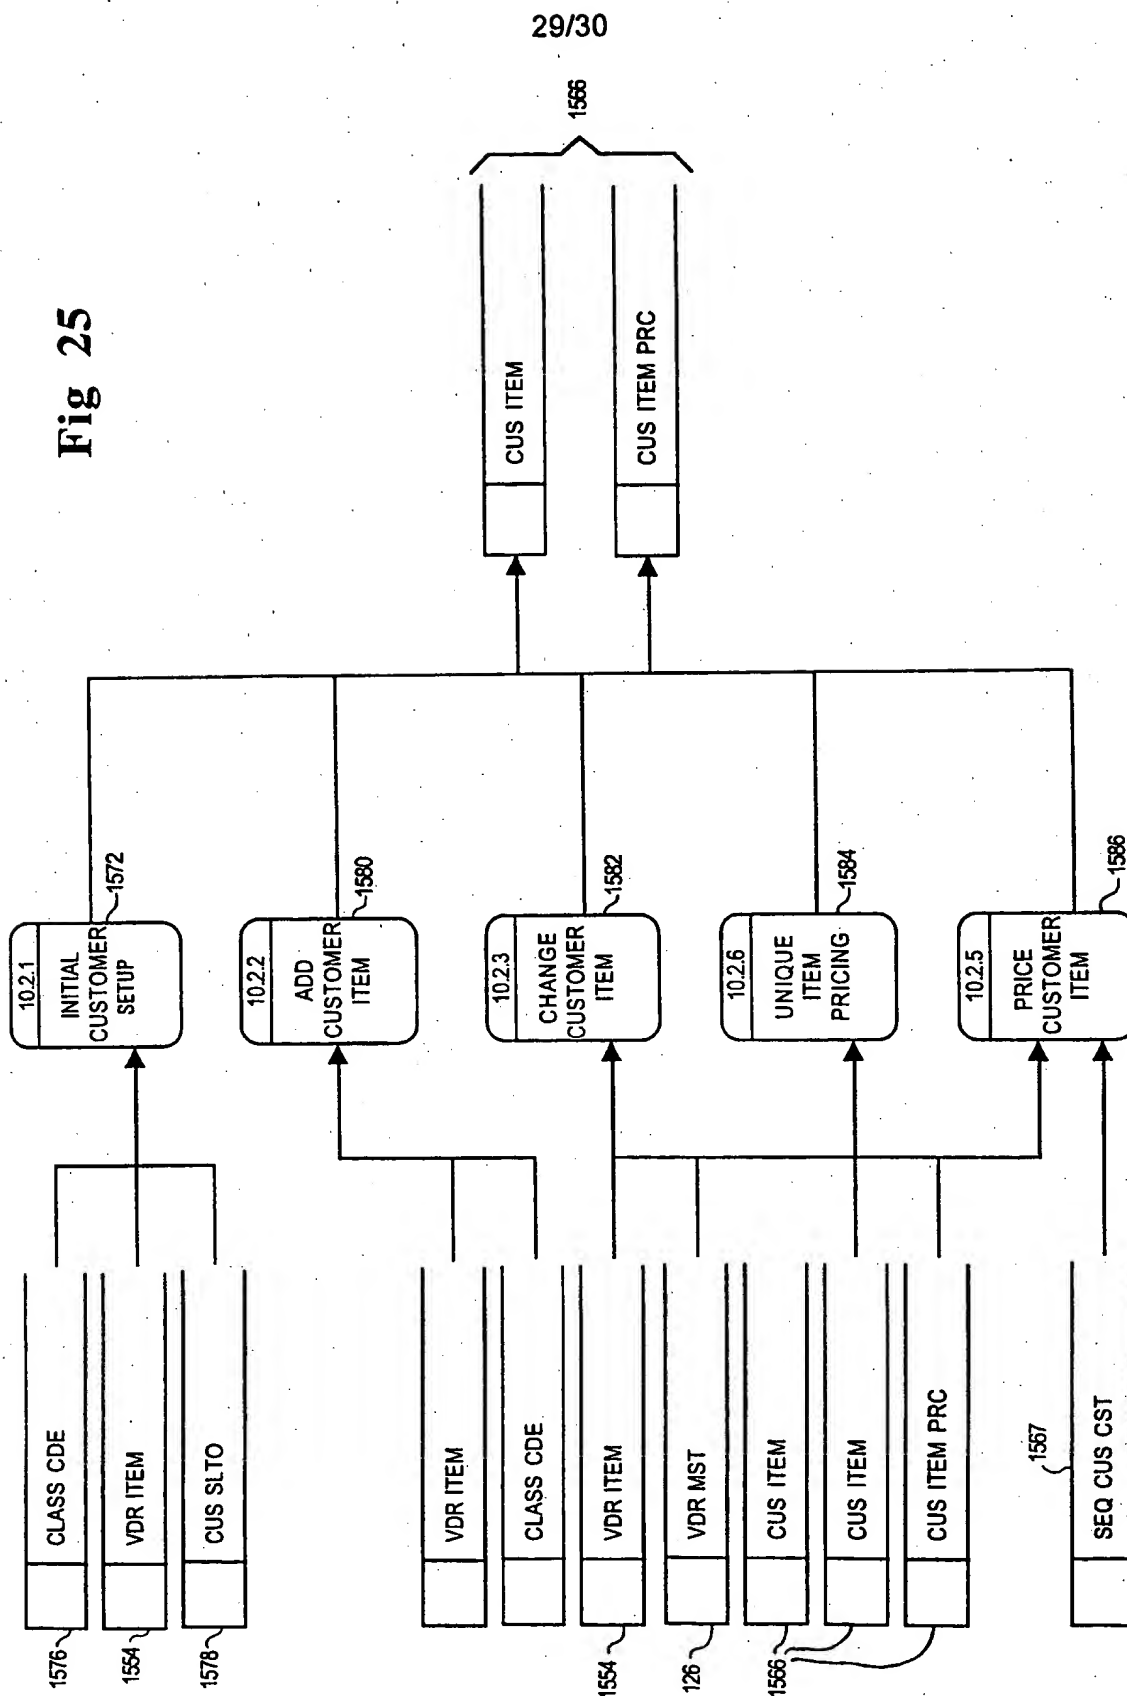 29/30
Fig 25
1576
CLASS CDE
1554
VDR ITEM
1578
CUS SLTO
VDR ITEM
CLASS CDE
1554
VDR ITEM
126
VDR MST
1566
CUS ITEM
CUS ITEM
CUS ITEM PRC
1567
SEQ CUS CST
10.2.1
INITIAL
CUSTOMER
SETUP
1572
10.2.2
ADD
CUSTOMER
ITEM
1580
10.2.3
CHANGE
CUSTOMER
ITEM
1582
10.2.6
UNIQUE
ITEM
PRICING
1584
10.2.5
PRICE
CUSTOMER
ITEM
1586
CUS ITEM
CUS ITEM PRC
1566